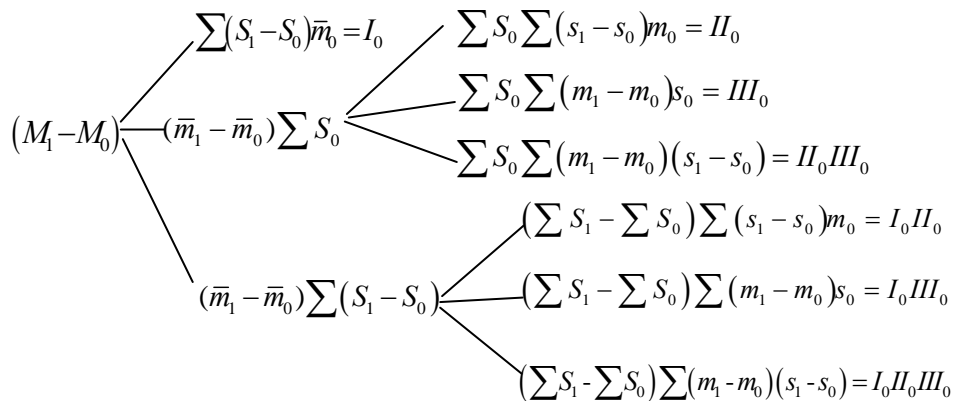 ∑(S₁−S₀)m̄₀ = I₀
∑ S₀ ∑ (s₁ − s₀)m₀ = II₀
∑ S₀ ∑ (m₁ − m₀)s₀ = III₀
(M₁−M₀)
(m̄₁ − m̄₀)∑ S₀
∑ S₀ ∑ (m₁ − m₀)(s₁ − s₀) = II₀III₀
(∑ S₁ − ∑ S₀) ∑ (s₁ − s₀)m₀ = I₀II₀
(m̄₁ − m̄₀)∑(S₁ − S₀)
(∑ S₁ − ∑ S₀) ∑ (m₁ − m₀)s₀ = I₀III₀
(∑S₁-∑S₀)∑(m₁-m₀)(s₁-s₀) = I₀II₀III₀